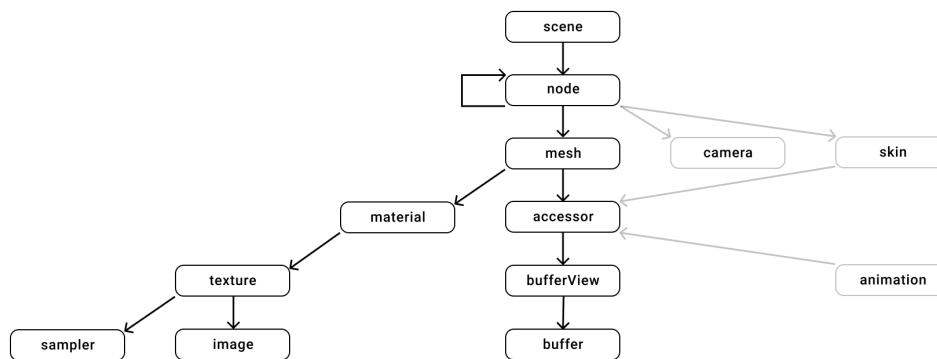 scene
node
mesh
camera
skin
material
accessor
texture
bufferView
animation
sampler
image
buffer